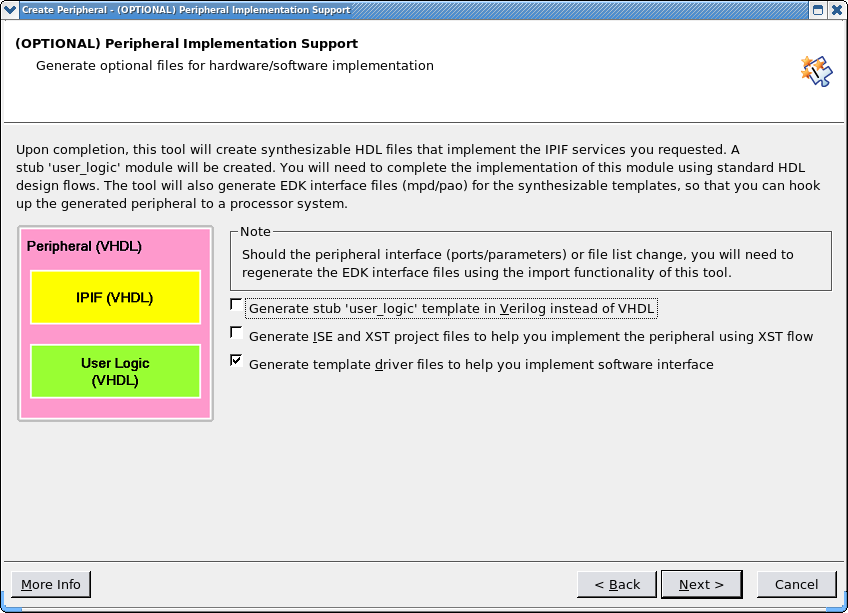 Create Peripheral - (OPTIONAL) Peripheral Implementation Support
(OPTIONAL) Peripheral Implementation Support
Generate optional files for hardware/software implementation
Upon completion, this tool will create synthesizable HDL files that implement the IPIF services you requested. A
stub 'user_logic' module will be created. You will need to complete the implementation of this module using standard HDL
design flows. The tool will also generate EDK interface files (mpd/pao) for the synthesizable templates, so that you can hook
up the generated peripheral to a processor system.
Peripheral (VHDL)
IPIF (VHDL)
User Logic
(VHDL)
Note
Should the peripheral interface (ports/parameters) or file list change, you will need to
regenerate the EDK interface files using the import functionality of this tool.
Generate stub 'user_logic' template in Verilog instead of VHDL
Generate ISE and XST project files to help you implement the peripheral using XST flow
Generate template driver files to help you implement software interface
More Info
< Back
Next >
Cancel